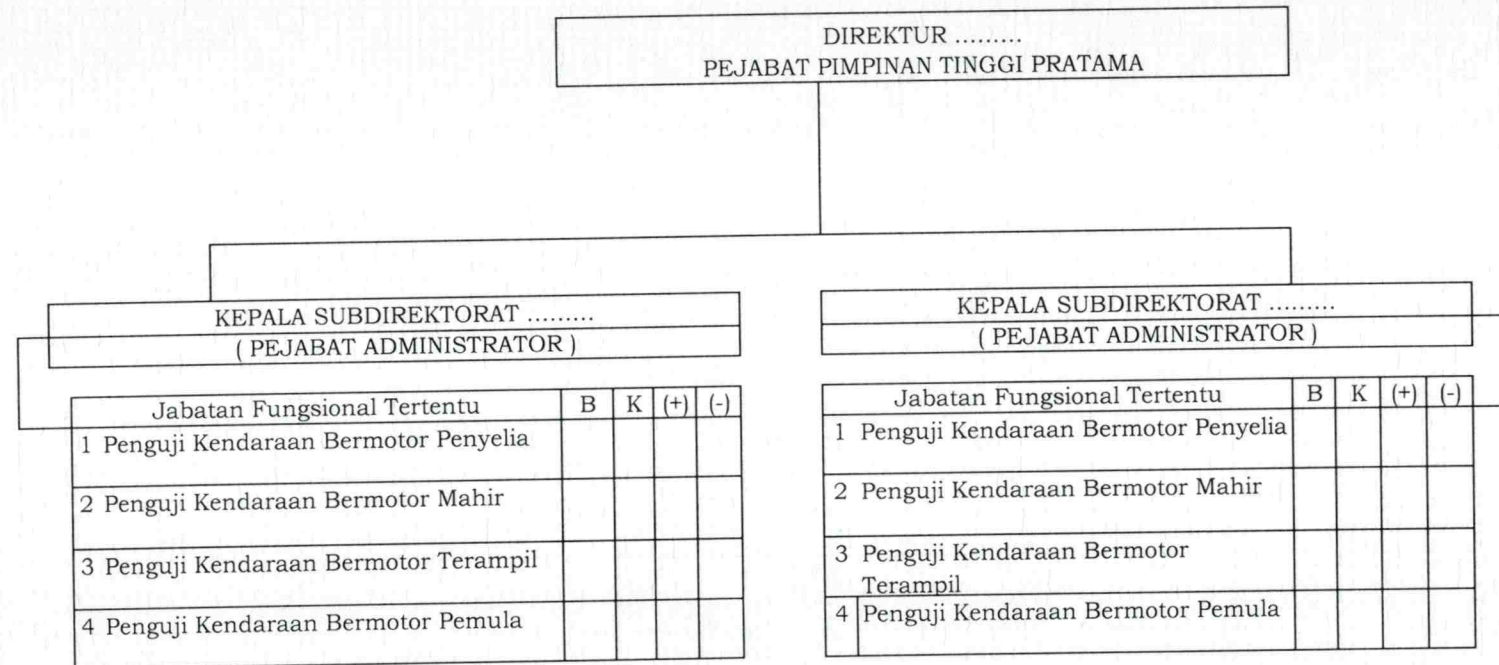 DIREKTUR .........
PEJABAT PIMPINAN TINGGI PRATAMA
KEPALA SUBDIREKTORAT .........
( PEJABAT ADMINISTRATOR )
Jabatan Fungsional Tertentu B K (+) (-)
1 Penguji Kendaraan Bermotor Penyelia
2 Penguji Kendaraan Bermotor Mahir
3 Penguji Kendaraan Bermotor Terampil
4 Penguji Kendaraan Bermotor Pemula
KEPALA SUBDIREKTORAT .........
( PEJABAT ADMINISTRATOR )
Jabatan Fungsional Tertentu B K (+) (-)
1 Penguji Kendaraan Bermotor Penyelia
2 Penguji Kendaraan Bermotor Mahir
3 Penguji Kendaraan Bermotor
Terampil
4 Penguji Kendaraan Bermotor Pemula